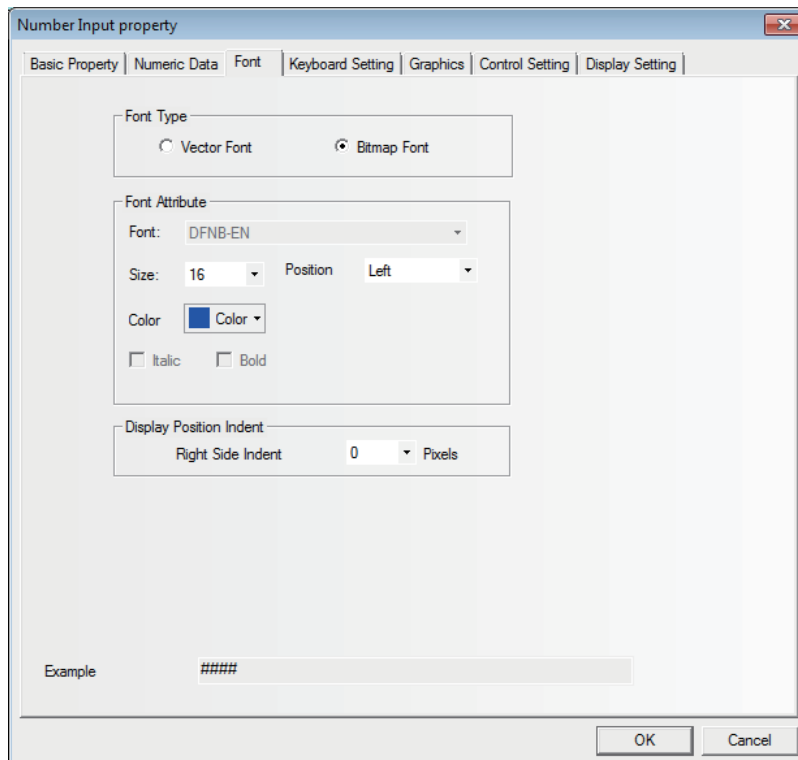 Number Input property
Basic Property Numeric Data Font Keyboard Setting Graphics Control Setting Display Setting
Font Type
Vector Font Bitmap Font
Font Attribute
Font: DFNB-EN
Size: 16 Position Left
Color Color
Italic Bold
Display Position Indent
Right Side Indent 0 Pixels
Example ####
OK Cancel